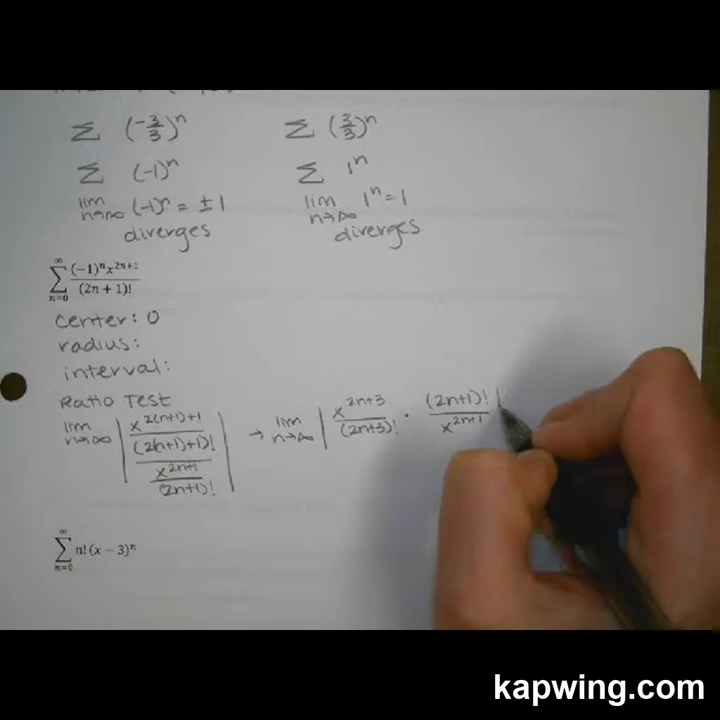 ∑ (-3/3)^n    ∑ (3/3)^n
∑ (-1)^n    ∑ 1^n
lim n→∞ (-1)^n = ±1    lim n→∞ 1^n = 1
diverges    diverges
∑_{n=0}^{∞} (-1)^n x^{2n+1} / (2n + 1)!
center: 0
radius:
interval:
Ratio Test
lim n→∞ | (x^{2(n+1)+1} / (2(n+1)+1)!) / (x^{2n+1} / (2n+1)!) | → lim n→∞ | x^{2n+3} / (2n+3)! · (2n+1)! / x^{2n+1} |
∑_{n=0}^{∞} n! (x − 3)^n
kapwing.com